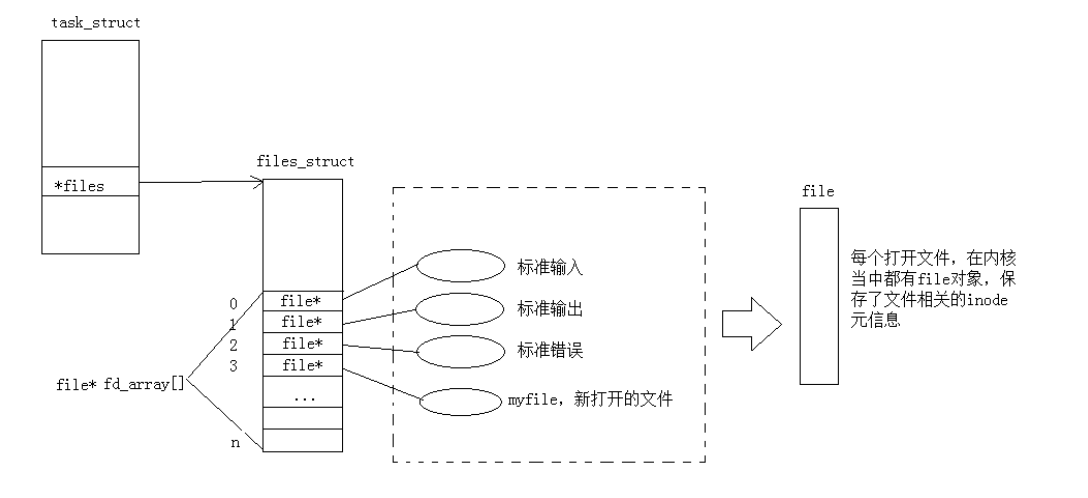 task_struct
*files
files_struct
file
0
file*
1
file*
2
file*
3
file*
...
n
file* fd_array[]
标准输入
标准输出
标准错误
myfile，新打开的文件
每个打开文件，在内核
当中都有file对象，保
存了文件相关的inode
元信息